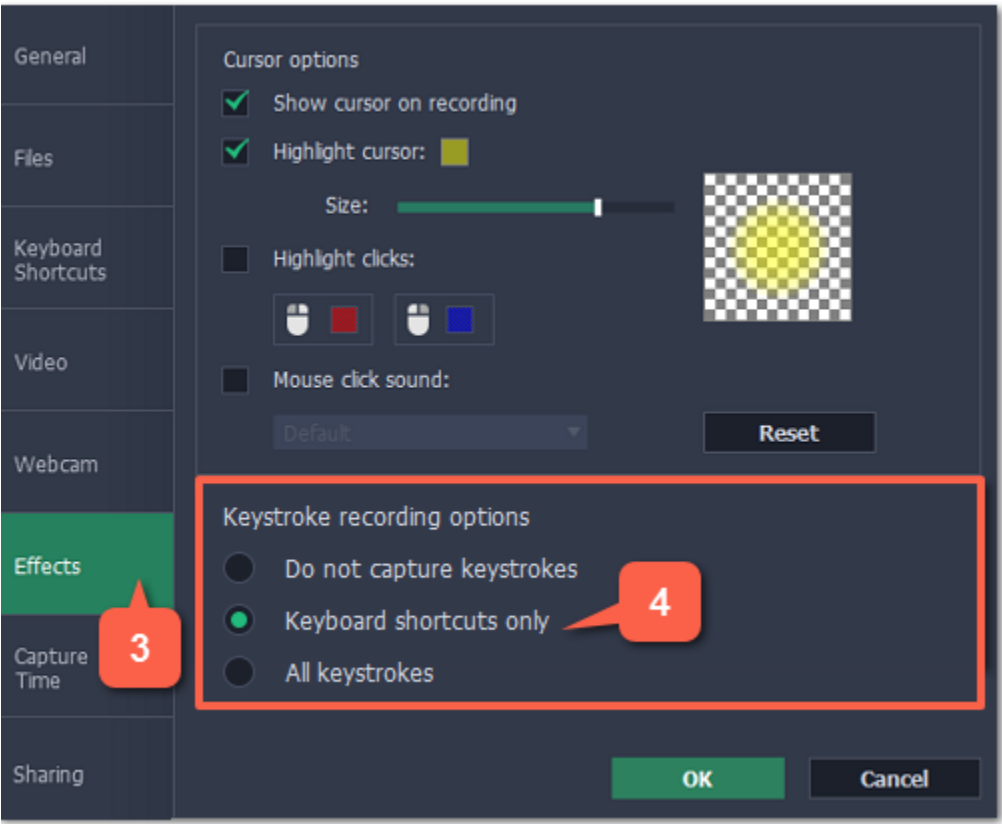 General
Files
Keyboard
Shortcuts
Video
Webcam
Effects
3
Capture
Time
Sharing
Cursor options
Show cursor on recording
Highlight cursor:
Size:
Highlight clicks:
Mouse click sound:
Default
Reset
Keystroke recording options
Do not capture keystrokes
Keyboard shortcuts only
4
All keystrokes
OK
Cancel